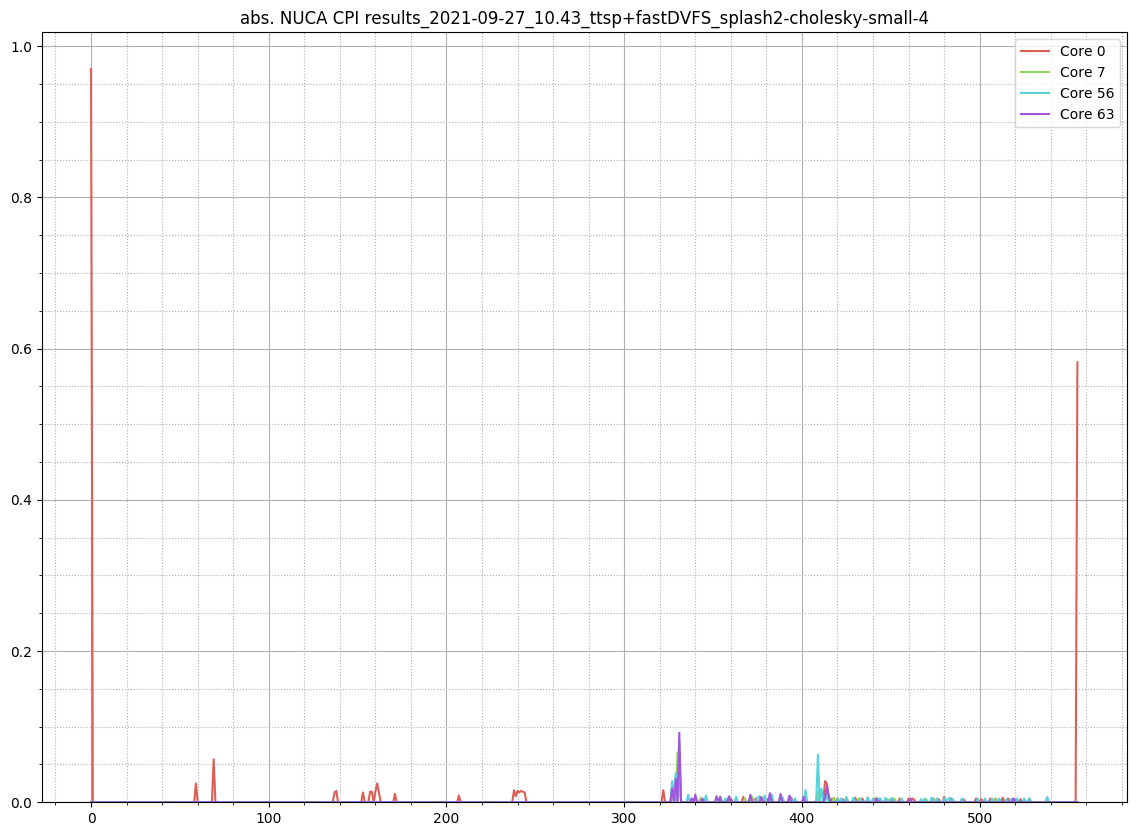 abs. NUCA CPI results_2021-09-27_10.43_ttsp+fastDVFS_splash2-cholesky-small-4
1.0
0.8
0.6
0.4
0.2
0.0
Core 0
Core 7
Core 56
Core 63
0 100 200 300 400 500